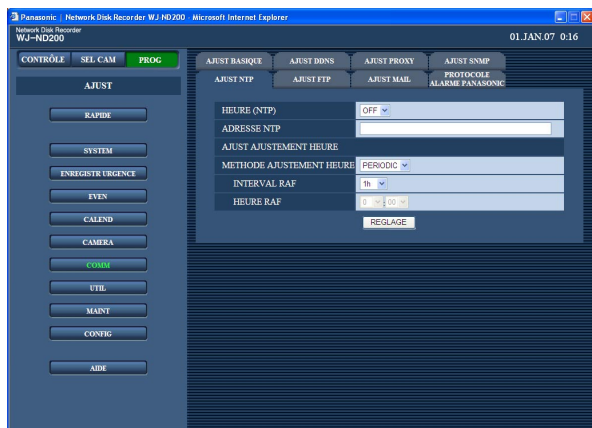 Panasonic | Network Disk Recorder WJ-ND200 - Microsoft Internet Explorer
Network Disk Recorder
WJ-ND200
01.JAN.07 0:16
CONTRÔLE SEL CAM PROG
AJUST BASIQUE AJUST DDNS AJUST PROXY AJUST SNMP
AJUST NTP AJUST FTP AJUST MAIL PROTOCOLE
ALARME PANASONIC
AJUST
RAPIDE
SYSTEM
ENREGISTR URGENCE
EVEN
CALEND
CAMERA
COMM
UTIL
MAINT
CONFIG
AIDE
HEURE (NTP) OFF
ADRESSE NTP
AJUST AJUSTEMENT HEURE
METHODE AJUSTEMENT HEURE PERIODIC
INTERVAL RAF 1h
HEURE RAF 0 : 00
REGLAGE